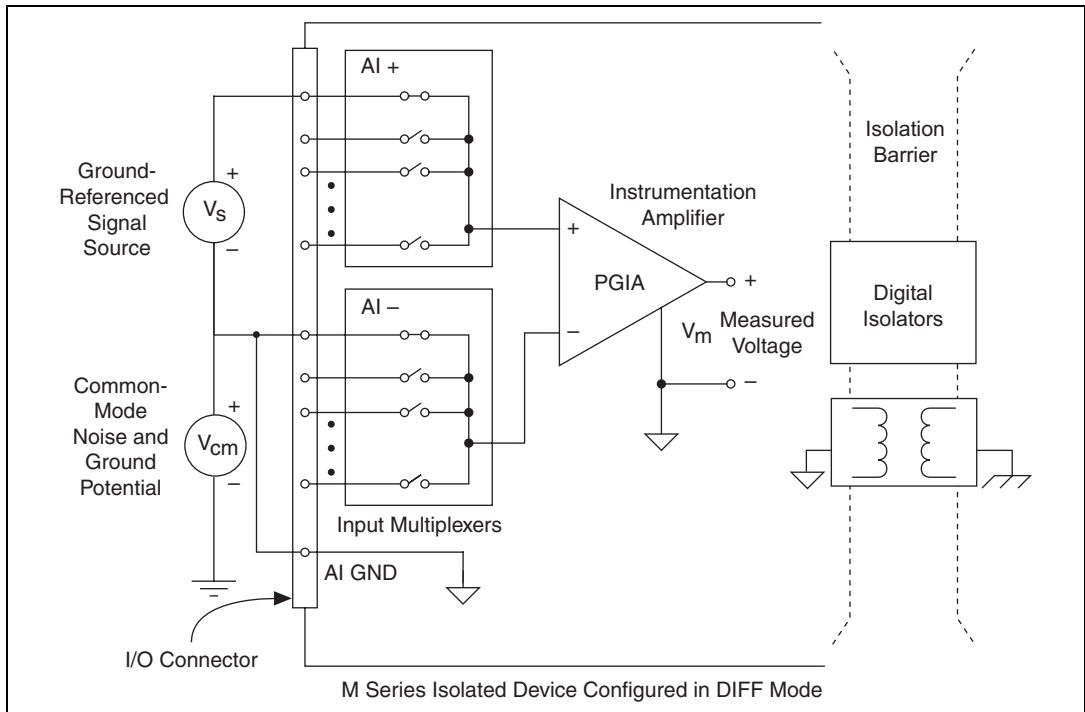 AI +
Isolation
Barrier
Ground-
Referenced
Signal
Source
+
Vs
−
Instrumentation
Amplifier
+
PGIA
−
+
Vm
Measured
Voltage
−
Digital
Isolators
AI −
Common-
Mode
Noise and
Ground
Potential
+
Vcm
−
Input Multiplexers
AI GND
I/O Connector
M Series Isolated Device Configured in DIFF Mode